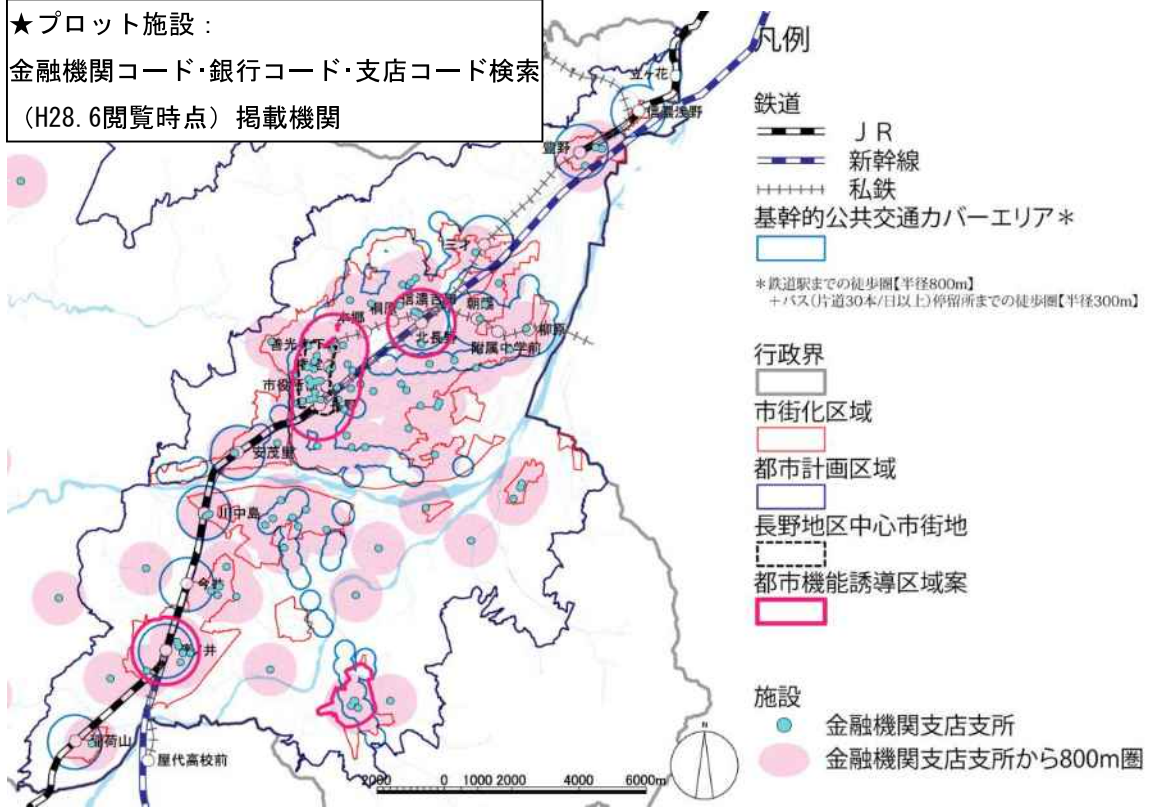 ★プロット施設：
金融機関コード・銀行コード・支店コード検索
（H28.6閲覧時点）掲載機関
凡例
鉄道
ＪＲ
新幹線
私鉄
基幹的公共交通カバーエリア＊
＊鉄道駅までの徒歩圏【半径800m】
＋バス（片道30本/日以上）停留所までの徒歩圏【半径300m】
行政界
市街化区域
都市計画区域
長野地区中心市街地
都市機能誘導区域案
施設
金融機関支店支所
金融機関支店支所から800m圏
立ヶ花
信濃浅野
豊野
三才
信濃吉田
朝陽
桐原
本郷
柳原
北長野
附属中学前
善光寺下
市役所
安茂里
川中島
今井
稲荷山
屋代高校前
N
2000 0 1000 2000 4000 6000m